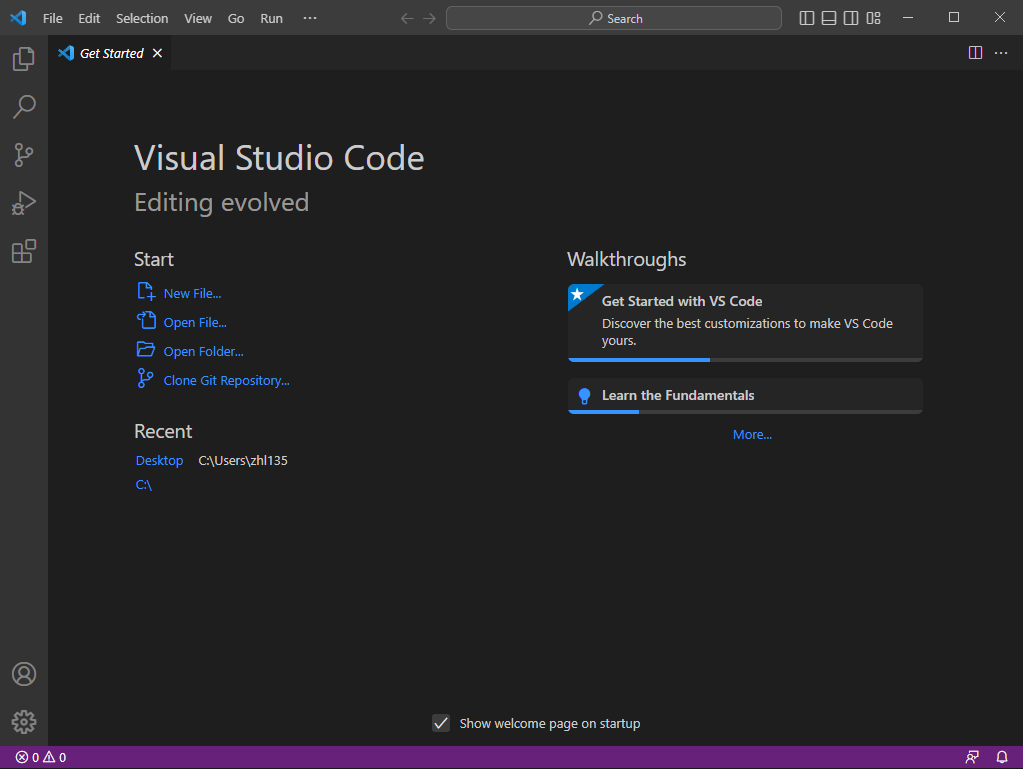 File Edit Selection View Go Run ···
Search
Get Started
Visual Studio Code
Editing evolved
Start
New File...
Open File...
Open Folder...
Clone Git Repository...
Recent
Desktop C:\Users\zhl135
C:\
Walkthroughs
Get Started with VS Code
Discover the best customizations to make VS Code
yours.
Learn the Fundamentals
More...
Show welcome page on startup
0 0